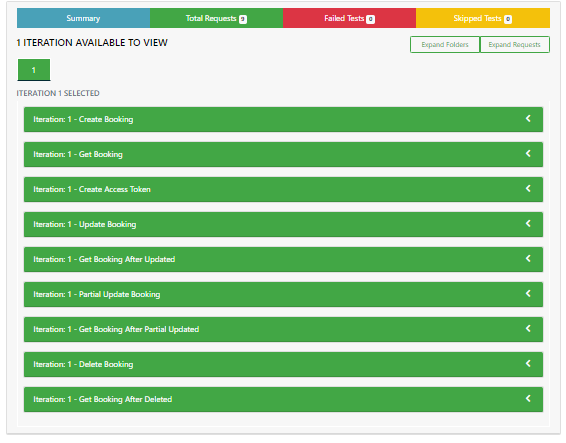 Summary
Total Requests 9
Failed Tests 0
Skipped Tests 0
1 ITERATION AVAILABLE TO VIEW
Expand Folders
Expand Requests
1
ITERATION 1 SELECTED
Iteration: 1 - Create Booking
Iteration: 1 - Get Booking
Iteration: 1 - Create Access Token
Iteration: 1 - Update Booking
Iteration: 1 - Get Booking After Updated
Iteration: 1 - Partial Update Booking
Iteration: 1 - Get Booking After Partial Updated
Iteration: 1 - Delete Booking
Iteration: 1 - Get Booking After Deleted